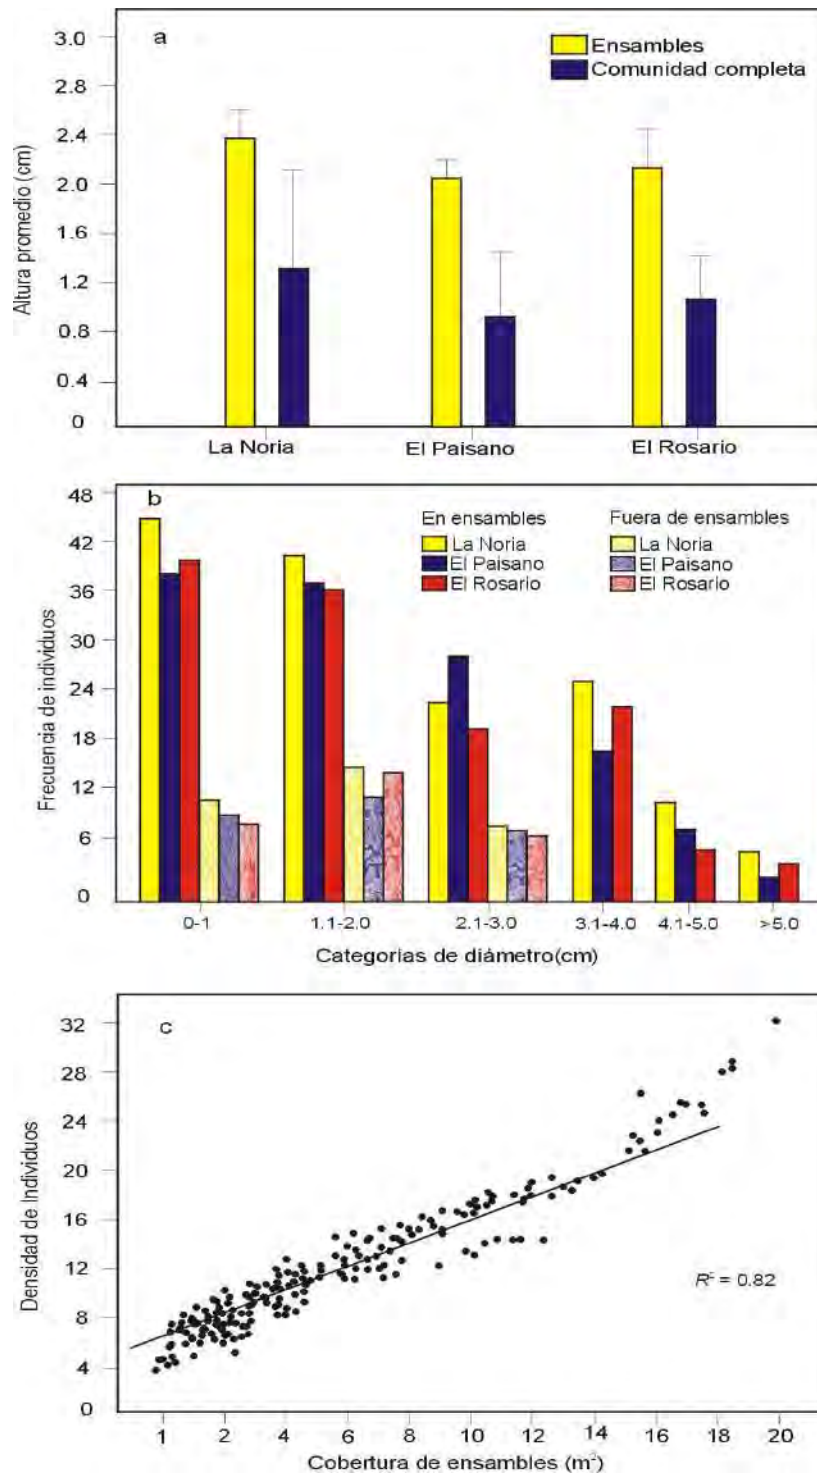 a
Ensambles
Comunidad completa
Altura promedio (cm)
3.0
2.8
2.4
2.0
1.6
1.2
0.8
0.4
0
La Noria
El Paisano
El Rosario
b
En ensambles
La Noria
El Paisano
El Rosario
Fuera de ensambles
La Noria
El Paisano
El Rosario
Frecuencia de individuos
48
42
36
30
24
18
12
6
0
0-1
1.1-2.0
2.1-3.0
3.1-4.0
4.1-5.0
>5.0
Categorias de diámetro(cm)
c
Densidad de Individuos
32
28
24
20
16
12
8
4
0
R² = 0.82
1
2
4
6
8
10
12
14
16
18
20
Cobertura de ensambles (m²)